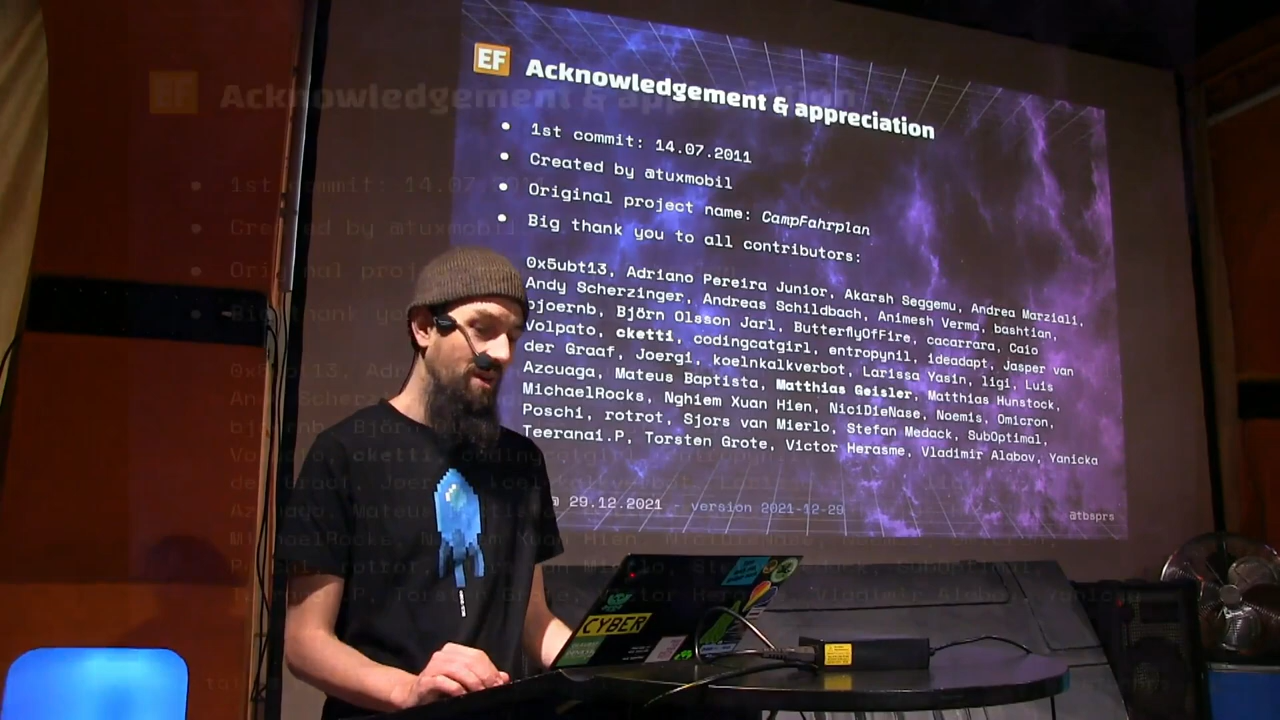 EF Acknowledgement & appreciation
1st commit: 14.07.2011
Created by @tuxmobil
Original project name: CampFahrplan
Big thank you to all contributors:
0x5ubt13, Adriano Pereira Junior, Akarsh Seggemu, Andrea Marziali,
Andy Scherzinger, Andreas Schildbach, Animesh Verma, bashtian,
bjoernb, Björn Olsson Jarl, ButterflyOfFire, cacarrara, Caio
Volpato, cketti, codingcatgirl, entropynil, ideadapt, Jasper van
der Graaf, Joergi, koelnkalkverbot, Larissa Yasin, ligi, Luis
Azcuaga, Mateus Baptista, Matthias Geisler, Matthias Hunstock,
MichaelRocks, Nghiem Xuan Hien, NiciDieNase, Noemis, Omicron,
Poschi, rotrot, Sjors van Mierlo, Stefan Medack, SubOptimal,
Teeranai.P, Torsten Grote, Victor Herasme, Vladimir Alabov, Yanicka
29.12.2021 - version 2021-12-29
@tbsprs
CYBER